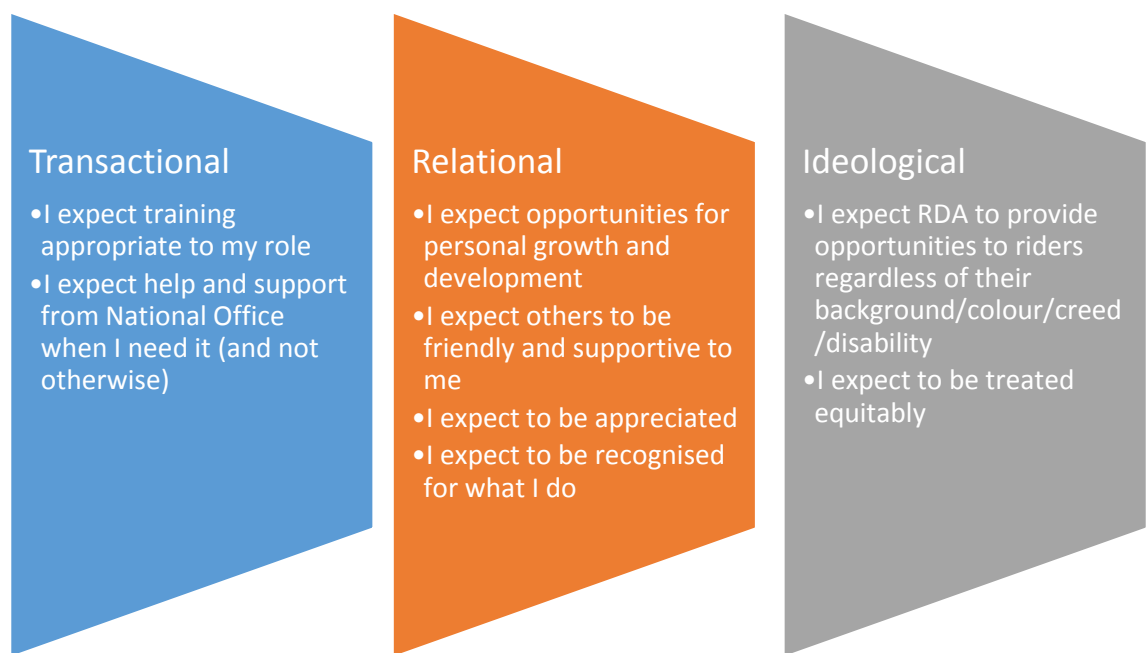 Transactional
•I expect training
appropriate to my role
•I expect help and support
from National Office
when I need it (and not
otherwise)
Relational
•I expect opportunities for
personal growth and
development
•I expect others to be
friendly and supportive to
me
•I expect to be appreciated
•I expect to be recognised
for what I do
Ideological
•I expect RDA to provide
opportunities to riders
regardless of their
background/colour/creed
/disability
•I expect to be treated
equitably